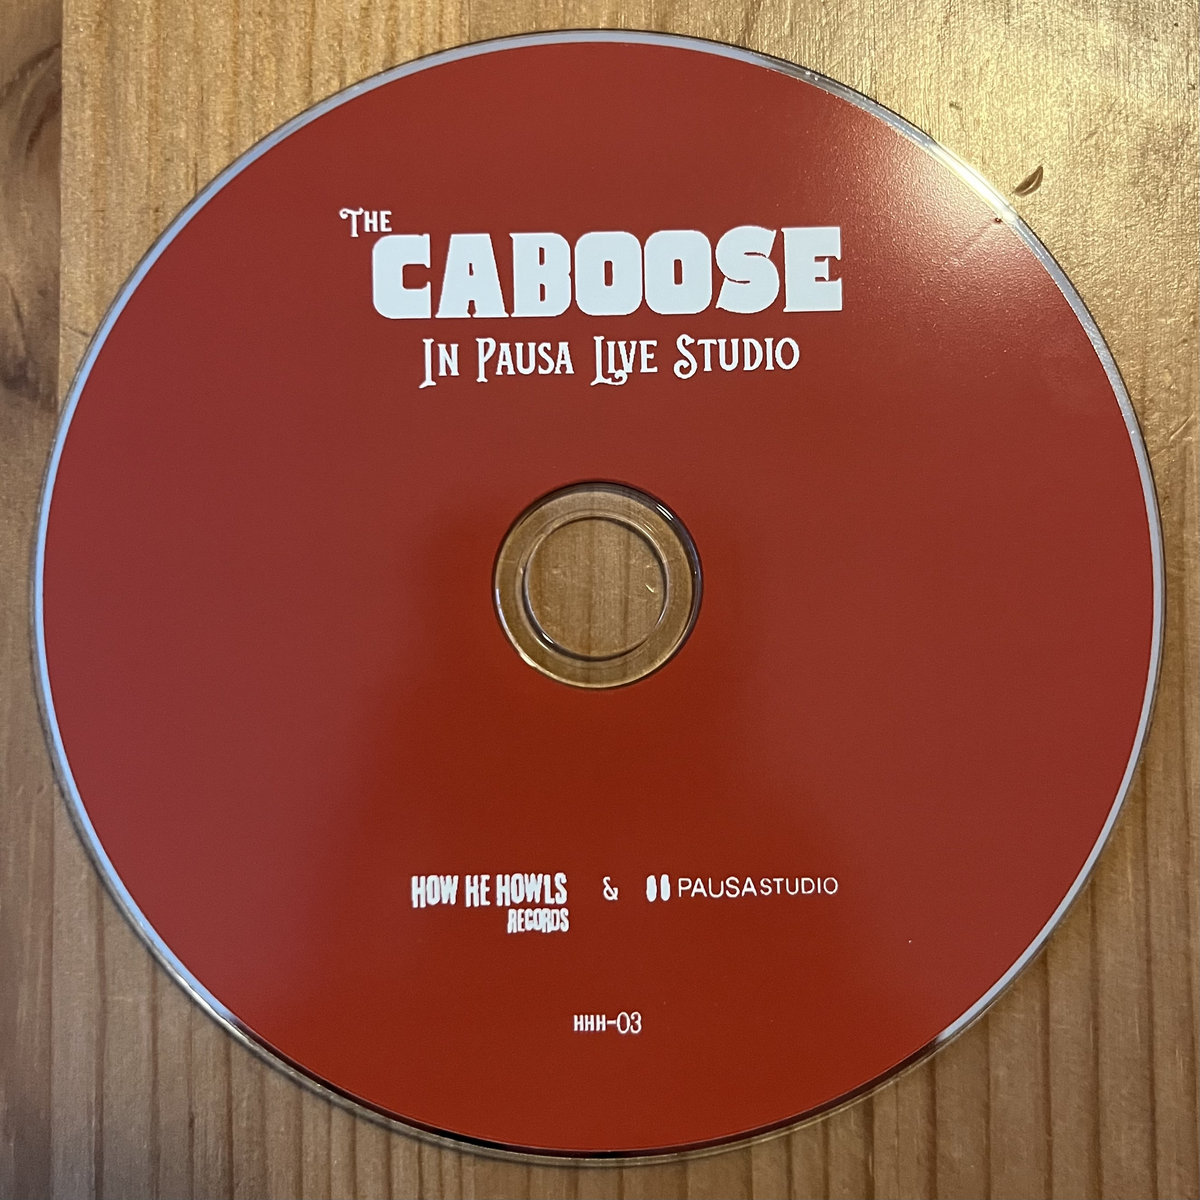 The
CABOOSE
In Pausa Live Studio
HOW HE HOWLS
RECORDS
&
PAUSASTUDIO
HHH-03